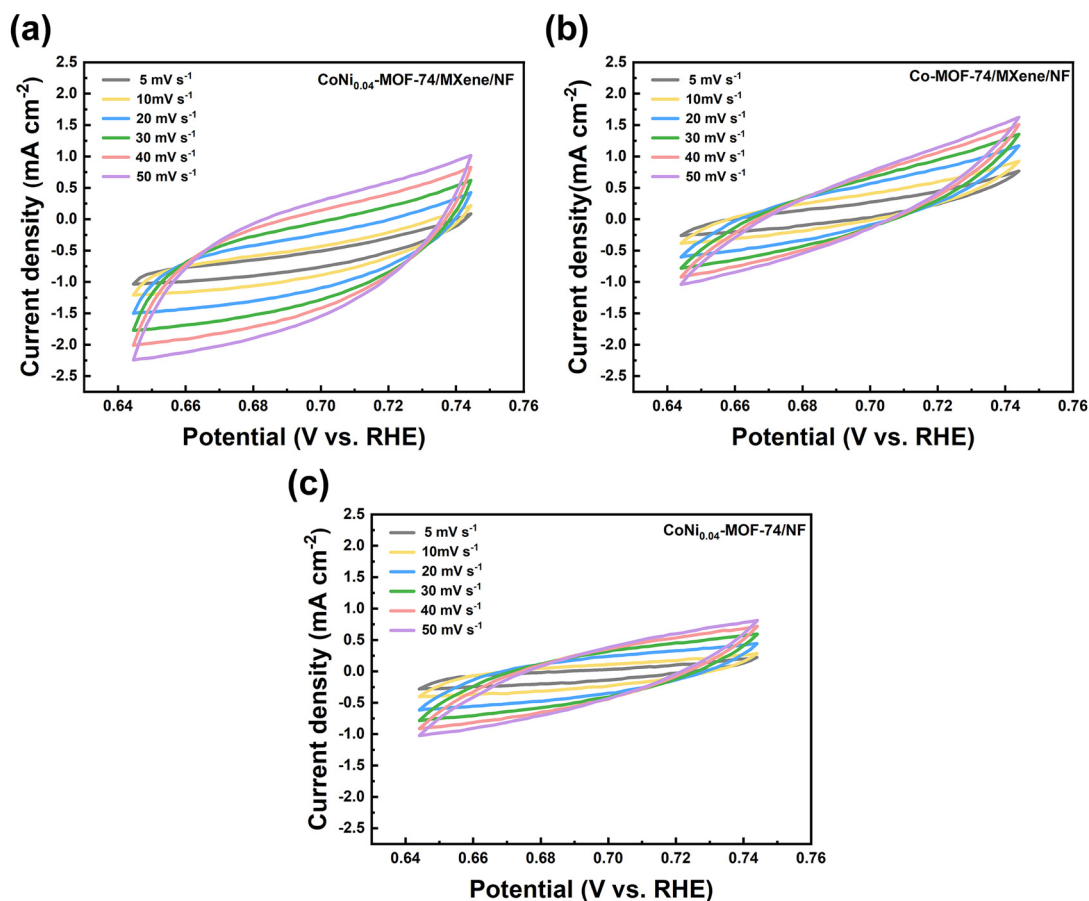 (a)
CoNi₀.₀₄-MOF-74/MXene/NF
5 mV s⁻¹
10mV s⁻¹
20 mV s⁻¹
30 mV s⁻¹
40 mV s⁻¹
50 mV s⁻¹
2.5
2.0
1.5
1.0
0.5
0.0
-0.5
-1.0
-1.5
-2.0
-2.5
Current density (mA cm⁻²)
0.64 0.66 0.68 0.70 0.72 0.74 0.76
Potential (V vs. RHE)
(b)
Co-MOF-74/MXene/NF
5 mV s⁻¹
10mV s⁻¹
20 mV s⁻¹
30 mV s⁻¹
40 mV s⁻¹
50 mV s⁻¹
2.5
2.0
1.5
1.0
0.5
0.0
-0.5
-1.0
-1.5
-2.0
-2.5
Current density(mA cm⁻²)
0.64 0.66 0.68 0.70 0.72 0.74 0.76
Potential (V vs. RHE)
(c)
CoNi₀.₀₄-MOF-74/NF
5 mV s⁻¹
10mV s⁻¹
20 mV s⁻¹
30 mV s⁻¹
40 mV s⁻¹
50 mV s⁻¹
2.5
2.0
1.5
1.0
0.5
0.0
-0.5
-1.0
-1.5
-2.0
-2.5
Current density (mA cm⁻²)
0.64 0.66 0.68 0.70 0.72 0.74 0.76
Potential (V vs. RHE)